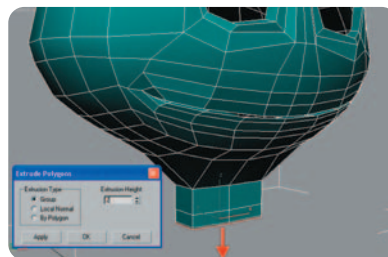 Extrude Polygons
Extrusion Type
Group
Local Normal
By Polygon
Extrusion Height
Apply
OK
Cancel